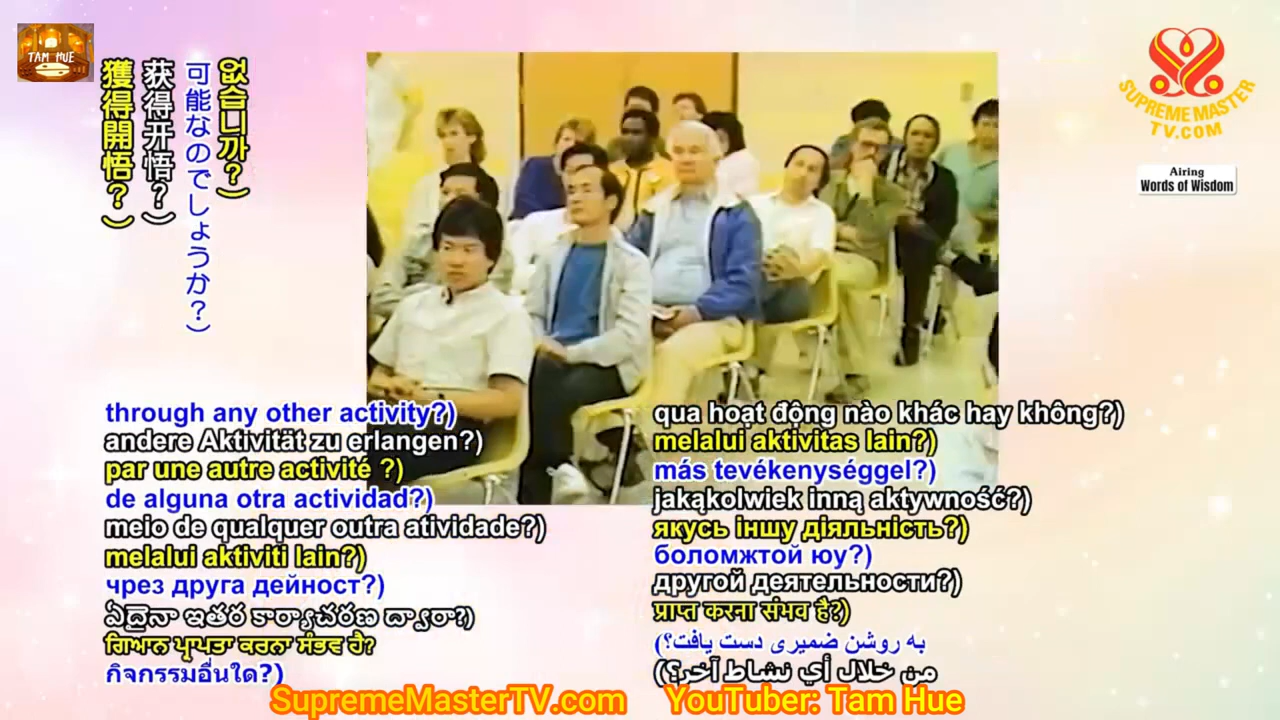 TAM HUE
獲得開悟？）
获得开悟？）
可能なのでしょうか？）
없습니까？）
SUPREME MASTER
TV.COM
Airing
Words of Wisdom
through any other activity?)
andere Aktivität zu erlangen?)
par une autre activité ?)
de alguna otra actividad?)
meio de qualquer outra atividade?)
melalui aktiviti lain?)
чрез друга дейност?)
ఏదైనా ఇతర కార్యాచరణ ద్వారా?)
ਗਿਆਨ ਪ੍ਰਾਪਤਾ ਕਰਨਾ ਸੰਭਵ ਹੈ?
กิจกรรมอื่นใด?)
qua hoạt động nào khác hay không?)
melalui aktivitas lain?)
más tevékenységgel?)
jakąkolwiek inną aktywność?)
якусь іншу діяльність?)
боломжтой юу?)
другой деятельности?)
प्राप्त करना संभव है?)
به روشن ضمیری دست یافت؟)
من خلال أي نشاط آخر؟)
SupremeMasterTV.com YouTuber: Tam Hue